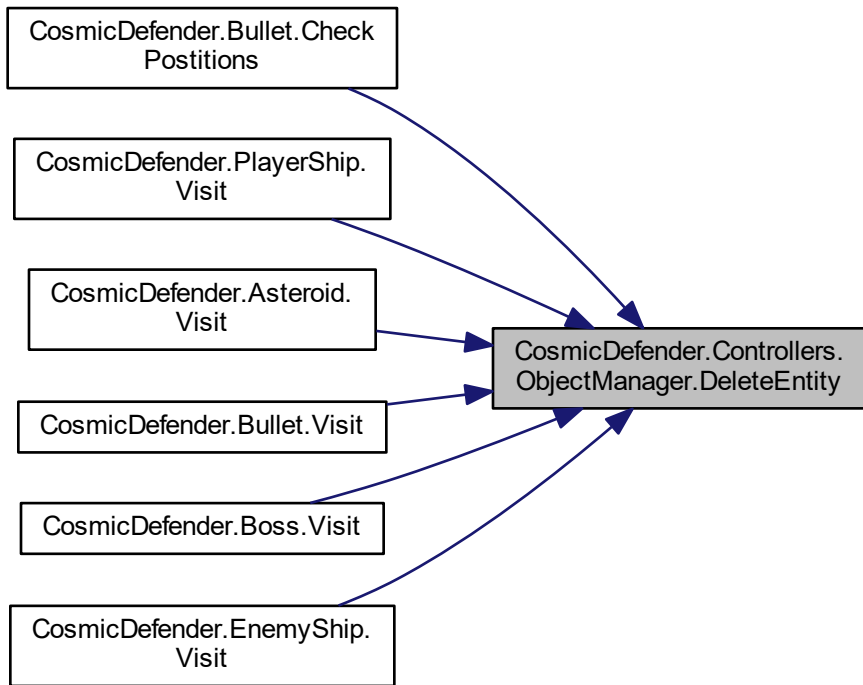 CosmicDefender.Bullet.Check
Postitions
CosmicDefender.PlayerShip.
Visit
CosmicDefender.Asteroid.
Visit
CosmicDefender.Bullet.Visit
CosmicDefender.Boss.Visit
CosmicDefender.EnemyShip.
Visit
CosmicDefender.Controllers.
ObjectManager.DeleteEntity